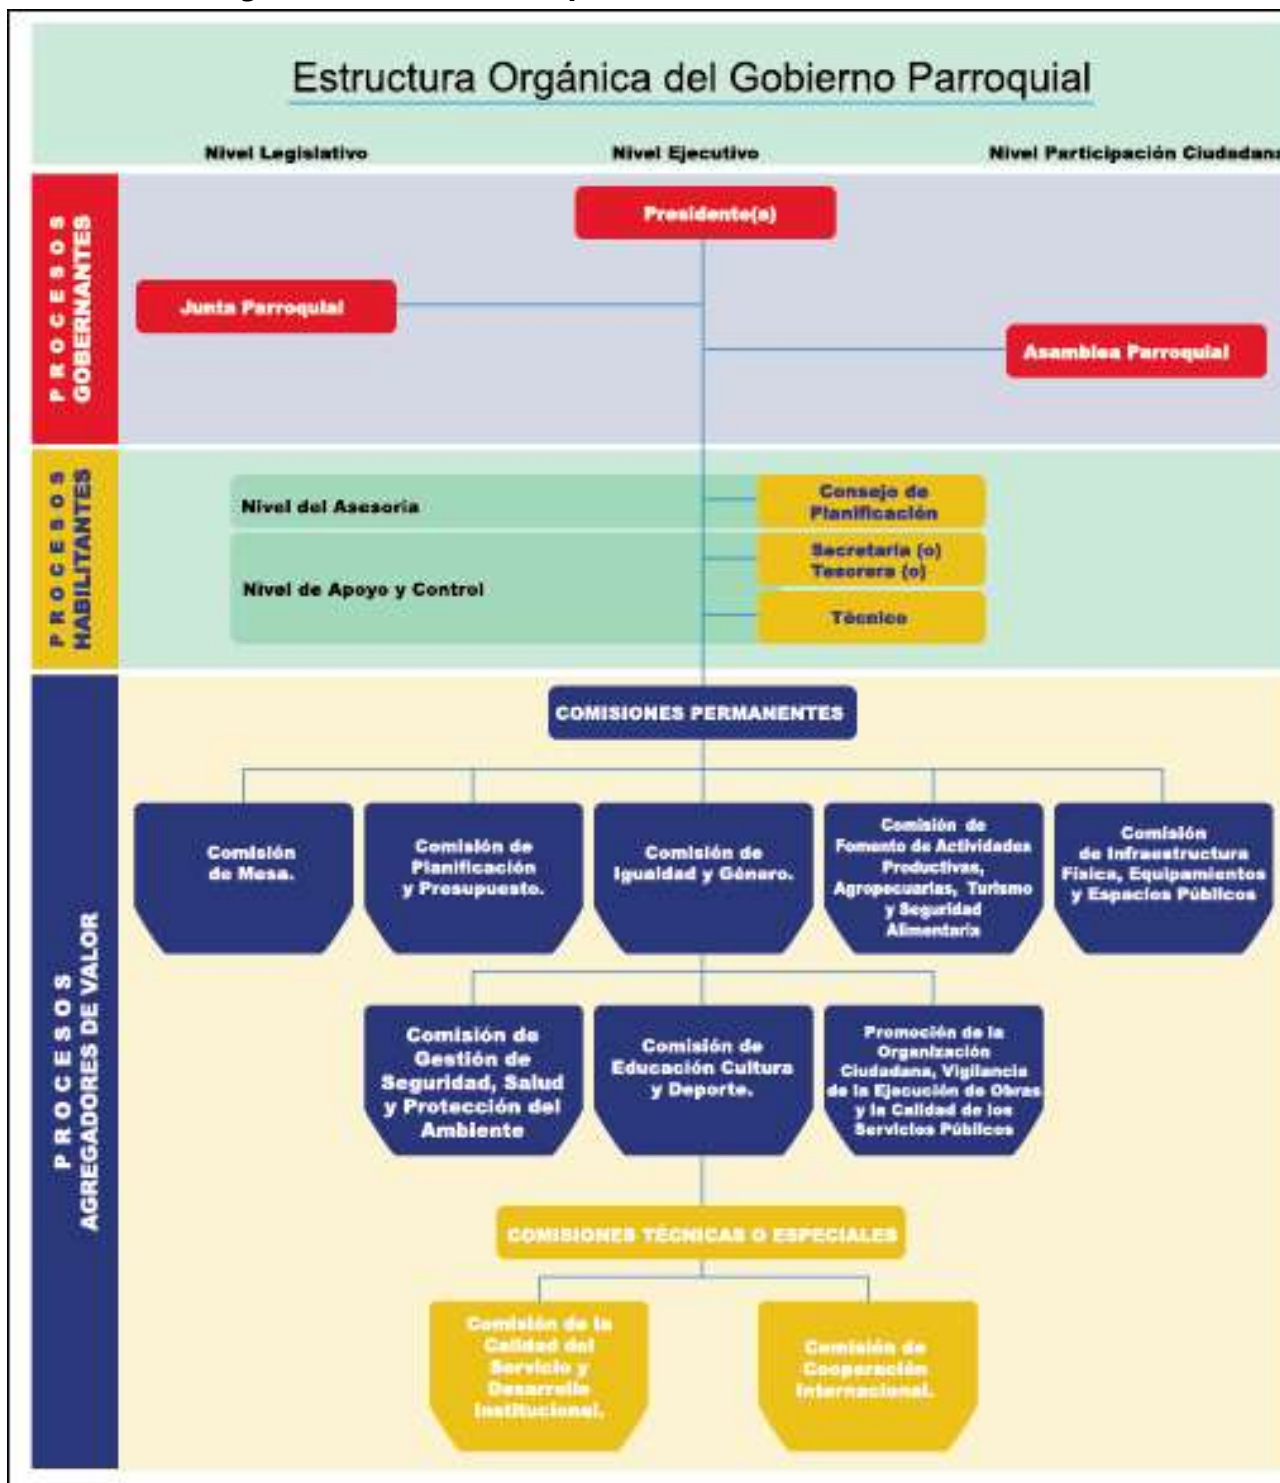 Estructura Orgánica del Gobierno Parroquial
Nivel Legislativo
Nivel Ejecutivo
Nivel Participación Ciudadana
PROCESOS
GOBERNANTES
Presidente(a)
Junta Parroquial
Asamblea Parroquial
PROCESOS
HABILITANTES
Nivel del Asesoria
Consejo de
Planificación
Nivel de Apoyo y Control
Secretaria (o)
Tesorera (o)
Técnico
PROCESOS
AGREGADORES DE VALOR
COMISIONES PERMANENTES
Comisión
de Mesa.
Comisión de
Planificación
y Presupuesto.
Comisión de
Igualdad y Género.
Comisión de
Fomento de Actividades
Productivas,
Agropecuarias, Turismo
y Seguridad
Alimentaria
Comisión
de Infraestructura
Física, Equipamientos
y Espacios Públicos
Comisión de
Gestión de
Seguridad, Salud
y Protección del
Ambiente
Comisión de
Educación Cultura
y Deporte.
Promoción de la
Organización
Ciudadana, Vigilancia
de la Ejecución de Obras
y la Calidad de los
Servicios Públicos
COMISIONES TÉCNICAS O ESPECIALES
Comisión de la
Calidad del
Servicio y
Desarrollo
Institucional.
Comisión de
Cooperación
Internacional.